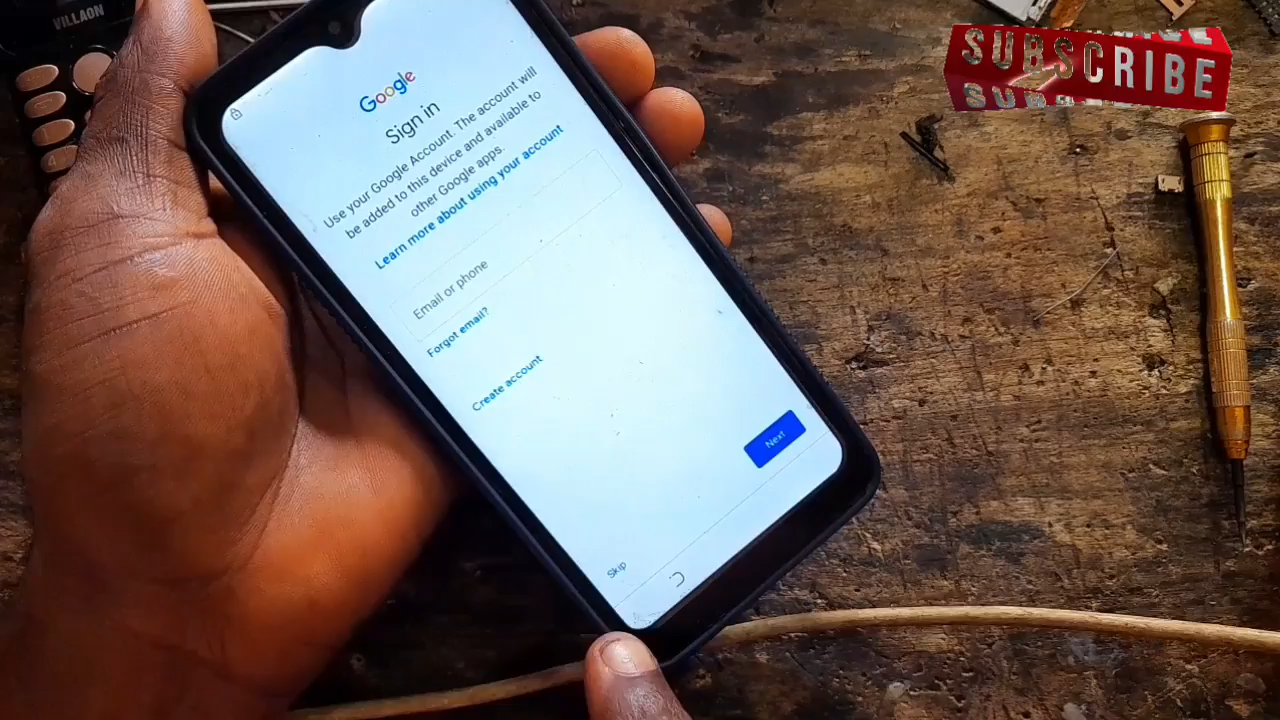 VILLAON
4
SUBSCRIBE
Google
Sign in
Use your Google Account. The account will
be added to this device and available to
other Google apps.
Learn more about using your account
Email or phone
Forgot email?
Create account
Next
Skip